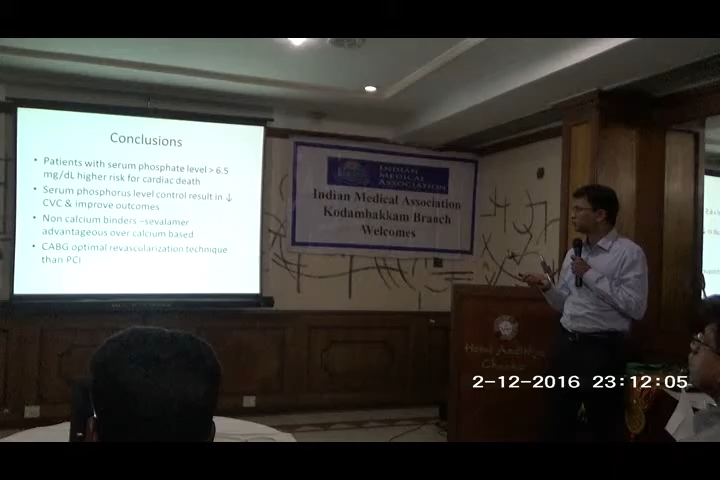 Conclusions
• Patients with serum phosphate level > 6.5
mg/dL higher risk for cardiac death
• Serum phosphorus level control result in ↓
CVC & improve outcomes
• Non calcium binders –sevalamer
advantageous over calcium based
• CABG optimal revascularization technique
than PCI
INDIAN
MEDICAL
ASSOCIATION
Indian Medical Association
Kodambakkam Branch
Welcomes
2-12-2016 23:12:05